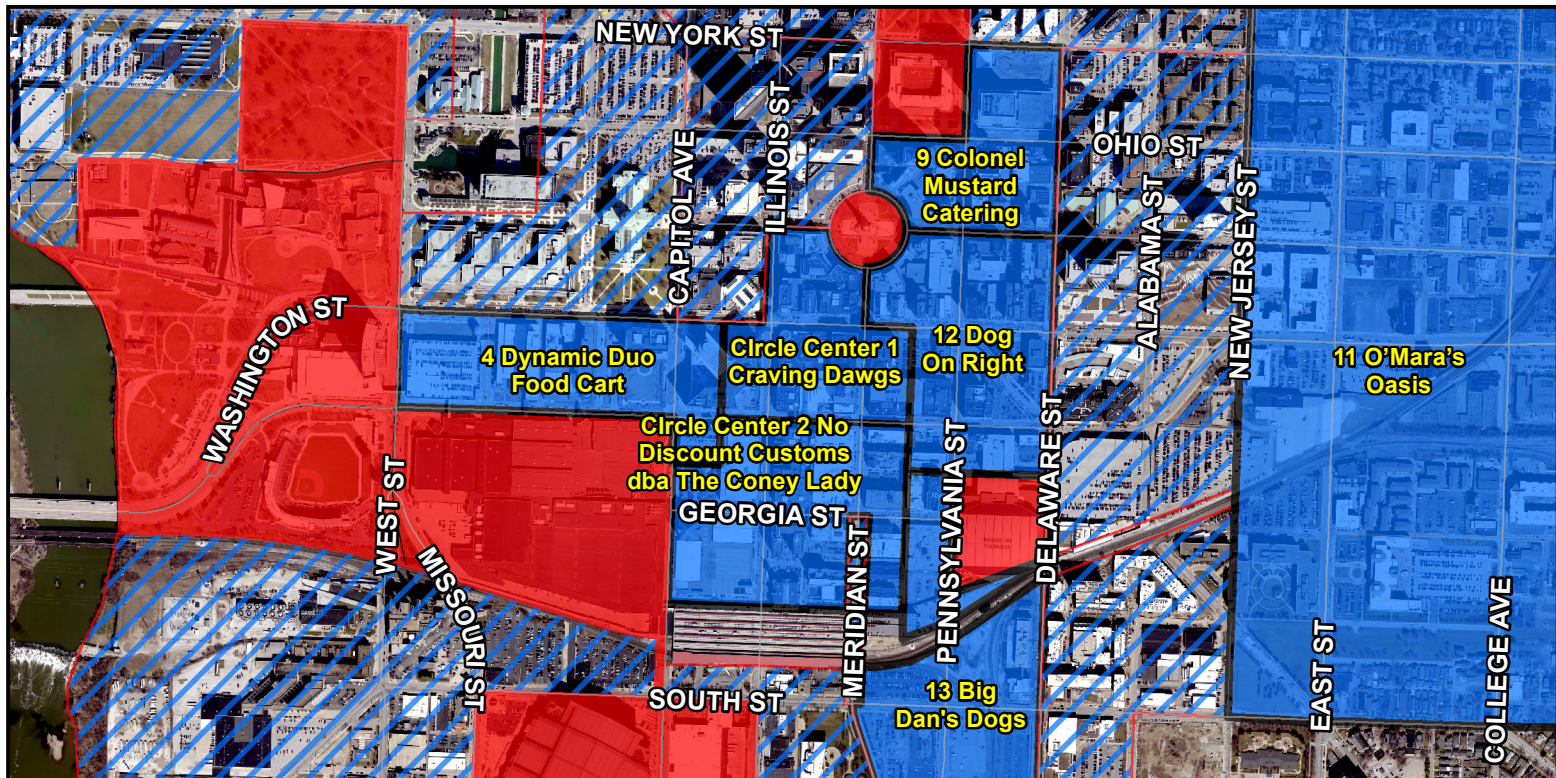 NEW YORK ST
OHIO ST
CAPITOL AVE
ILLINOIS ST
ALABAMA ST
NEW JERSEY ST
9 Colonel
Mustard
Catering
WASHINGTON ST
4 Dynamic Duo
Food Cart
CIrcle Center 1
Craving Dawgs
12 Dog
On Right
11 O’Mara’s
Oasis
CIrcle Center 2 No
Discount Customs
dba The Coney Lady
GEORGIA ST
WEST ST
MISSOURI ST
MERIDIAN ST
PENNSYLVANIA ST
DELAWARE ST
SOUTH ST
13 Big
Dan's Dogs
EAST ST
COLLEGE AVE